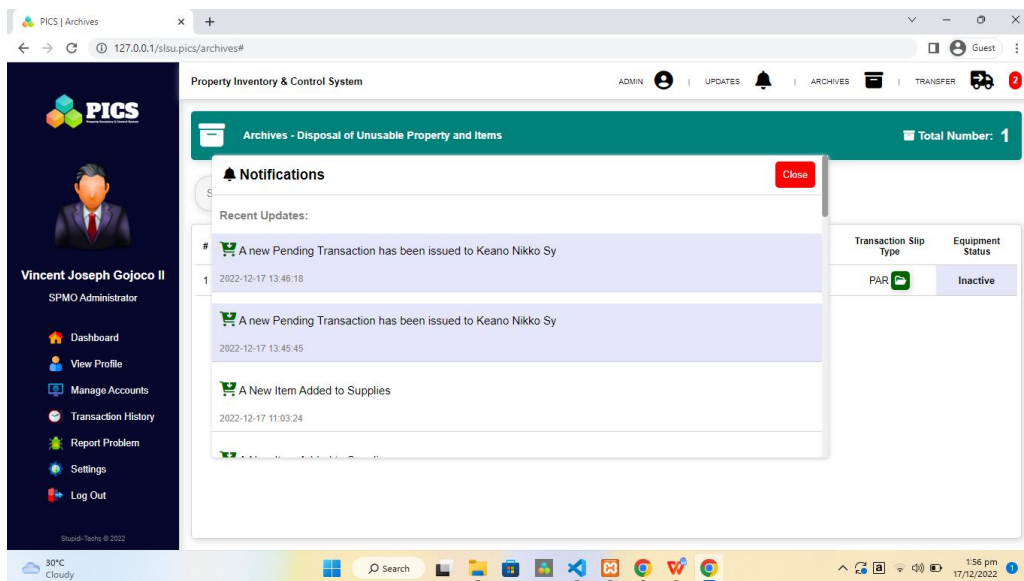 PICS | Archives
127.0.0.1/slsu.pics/archives#
Guest
PICS
Property Inventory & Control System
ADMIN | UPDATES | ARCHIVES | TRANSFER 2
Archives - Disposal of Unusable Property and Items
Total Number: 1
Notifications
Close
S
Recent Updates:
# Transaction Slip Type Equipment Status
A new Pending Transaction has been issued to Keano Nikko Sy
2022-12-17 13:46:18
1 PAR Inactive
A new Pending Transaction has been issued to Keano Nikko Sy
2022-12-17 13:45:45
A New Item Added to Supplies
2022-12-17 11:03:24
Vincent Joseph Gojoco II
SPMO Administrator
Dashboard
View Profile
Manage Accounts
Transaction History
Report Problem
Settings
Log Out
Stupidi-Techs © 2022
30°C
Cloudy
Search
1:56 pm
17/12/2022
1